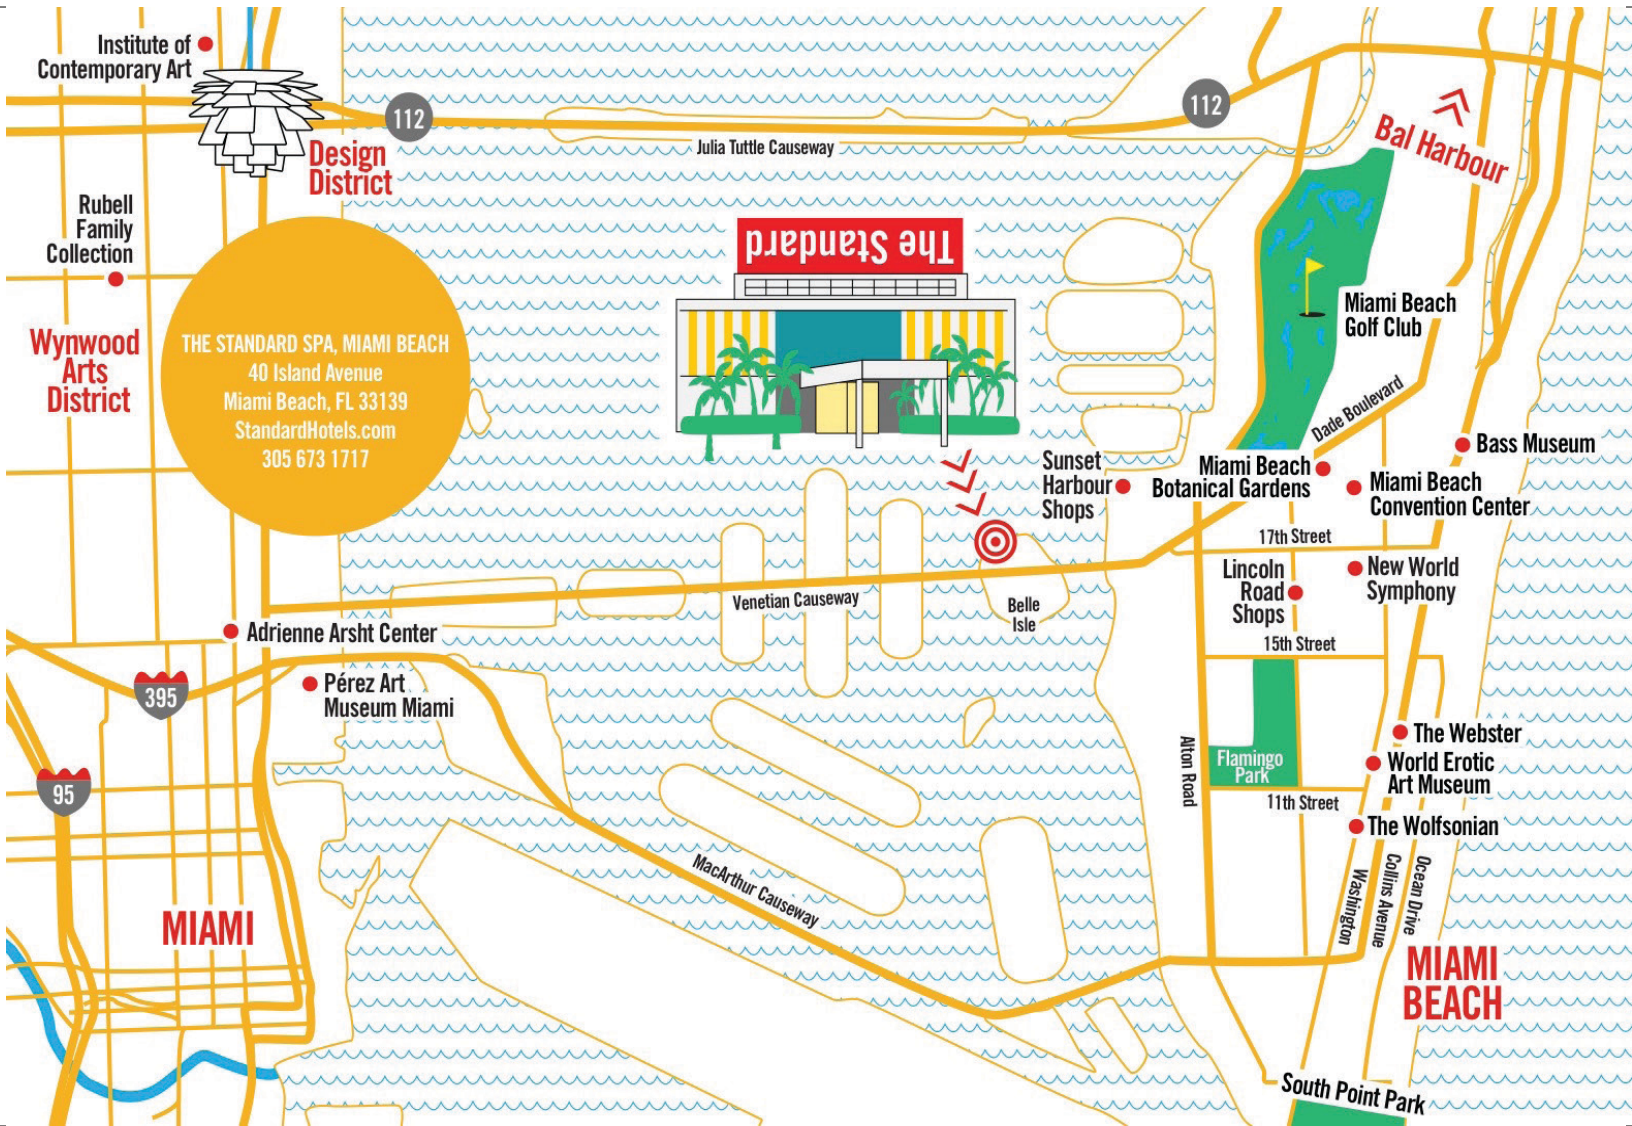 Institute of
Contemporary Art
112
112
Julia Tuttle Causeway
Design
District
Bal Harbour
Rubell
Family
Collection
The Standard
Wynwood
Arts
District
THE STANDARD SPA, MIAMI BEACH
40 Island Avenue
Miami Beach, FL 33139
StandardHotels.com
305 673 1717
Miami Beach
Golf Club
Dade Boulevard
Bass Museum
Sunset
Harbour
Shops
Miami Beach
Botanical Gardens
Miami Beach
Convention Center
17th Street
Lincoln
Road
Shops
New World
Symphony
Venetian Causeway
Belle
Isle
Adrienne Arsht Center
15th Street
395
Pérez Art
Museum Miami
95
Alton Road
Flamingo
Park
The Webster
World Erotic
Art Museum
11th Street
The Wolfsonian
MacArthur Causeway
Washington
Collins Avenue
Ocean Drive
MIAMI
MIAMI
BEACH
South Point Park